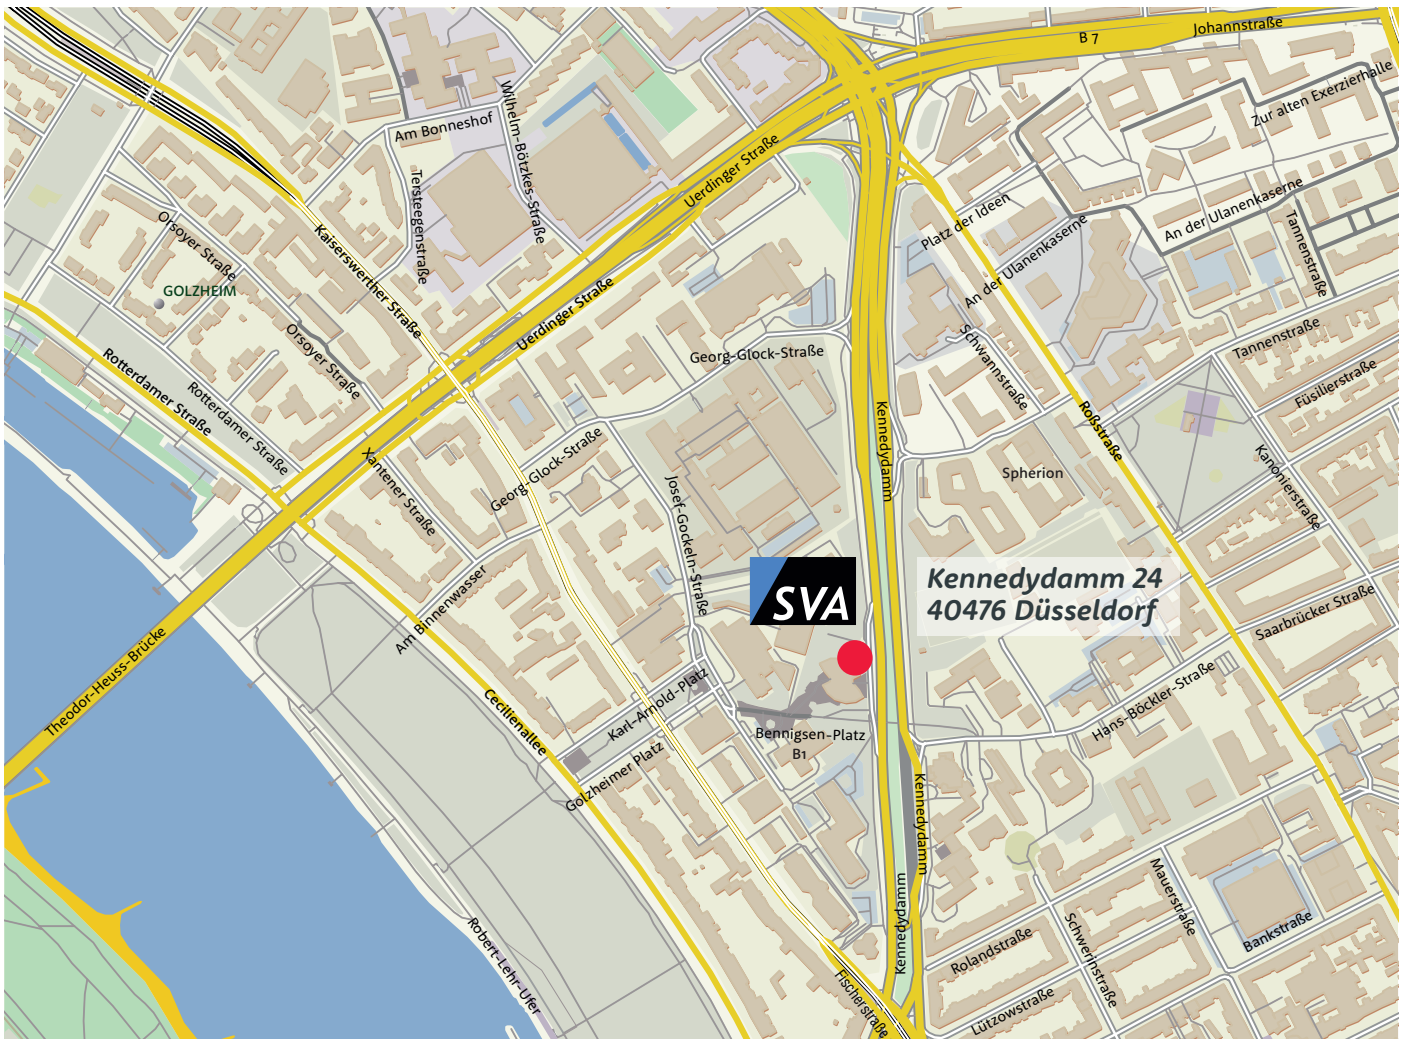 Johannstraße
B 7
Zur alten Exerzierhalle
Am Bonneshof
Wilhelm-Bötzkes-Straße
Tersteegenstraße
Uerdinger Straße
Platz der Ideen
An der Ulanenkaserne
An der Ulanenkaserne
Tannenstraße
Orsoyer Straße
Kaiserswerther Straße
GOLZHEIM
Uerdinger Straße
Orsoyer Straße
Georg-Glock-Straße
Schwannstraße
Tannenstraße
Füsilierstraße
Rotterdamer Straße
Rotterdamer Straße
Kennedydamm
Roßstraße
Kanonierstraße
Xantener Straße
Georg-Glock-Straße
Josef-Gockeln-Straße
Spherion
SVA
Kennedydamm 24
40476 Düsseldorf
Am Binnenwasser
Saarbrücker Straße
Theodor-Heuss-Brücke
Cecilienallee
Karl-Arnold-Platz
Hans-Böckler-Straße
Bennigsen-Platz
B1
Golzheimer Platz
Kennedydamm
Kennedydamm
Mauerstraße
Bankstraße
Robert-Lehr-Ufer
Rolandstraße
Schwerinstraße
Fischerstraße
Lützowstraße